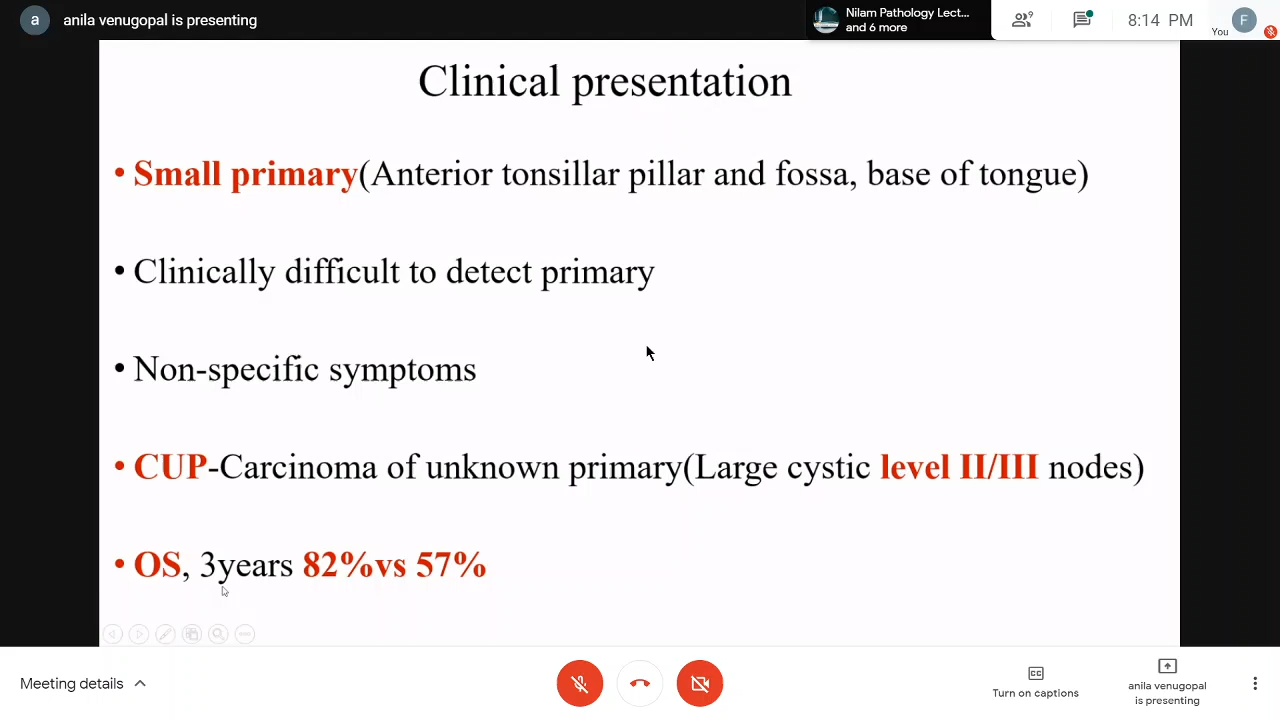 a anila venugopal is presenting
Nilam Pathology Lect...
and 6 more
9
8:14 PM
You
F
Clinical presentation
• Small primary(Anterior tonsillar pillar and fossa, base of tongue)
• Clinically difficult to detect primary
• Non-specific symptoms
• CUP-Carcinoma of unknown primary(Large cystic level II/III nodes)
• OS, 3years 82%vs 57%
Meeting details
CC
Turn on captions
anila venugopal
is presenting